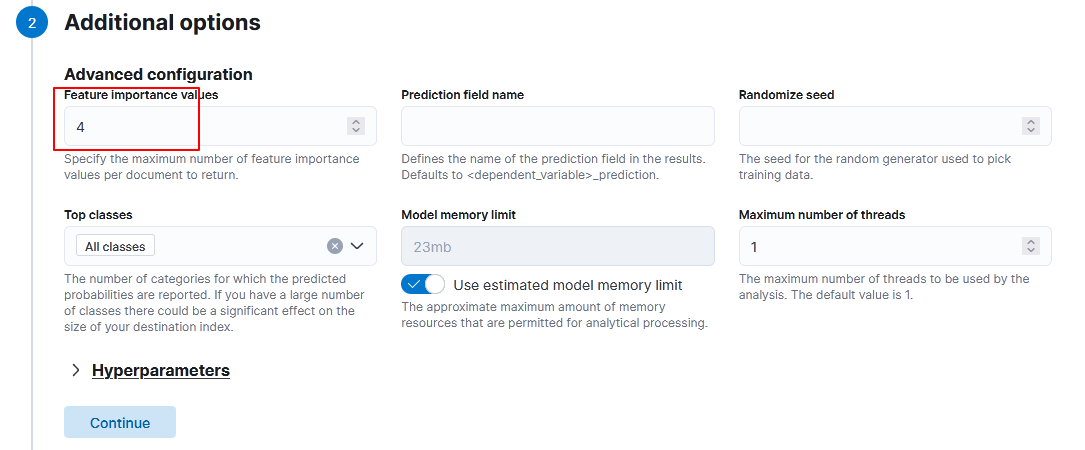 2
Additional options
Advanced configuration
Feature importance values
4
Specify the maximum number of feature importance
values per document to return.
Prediction field name
Defines the name of the prediction field in the results.
Defaults to <dependent_variable>_prediction.
Randomize seed
The seed for the random generator used to pick
training data.
Top classes
All classes
The number of categories for which the predicted
probabilities are reported. If you have a large number
of classes there could be a significant effect on the
size of your destination index.
Model memory limit
23mb
Use estimated model memory limit
The approximate maximum amount of memory
resources that are permitted for analytical processing.
Maximum number of threads
1
The maximum number of threads to be used by the
analysis. The default value is 1.
Hyperparameters
Continue